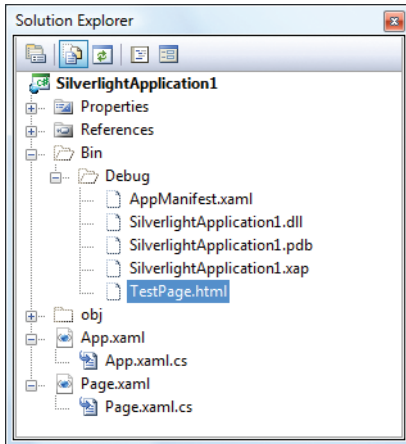 Solution Explorer
SilverlightApplication1
Properties
References
Bin
Debug
AppManifest.xaml
SilverlightApplication1.dll
SilverlightApplication1.pdb
SilverlightApplication1.xap
TestPage.html
obj
App.xaml
App.xaml.cs
Page.xaml
Page.xaml.cs